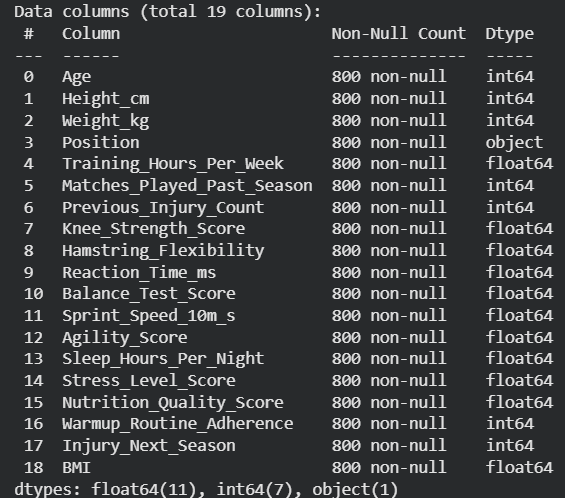 Data columns (total 19 columns):
 #   Column                       Non-Null Count  Dtype
---  ------                       --------------  -----
 0   Age                          800 non-null    int64
 1   Height_cm                    800 non-null    int64
 2   Weight_kg                    800 non-null    int64
 3   Position                     800 non-null    object
 4   Training_Hours_Per_Week      800 non-null    float64
 5   Matches_Played_Past_Season   800 non-null    int64
 6   Previous_Injury_Count        800 non-null    int64
 7   Knee_Strength_Score          800 non-null    float64
 8   Hamstring_Flexibility        800 non-null    float64
 9   Reaction_Time_ms             800 non-null    float64
 10  Balance_Test_Score           800 non-null    float64
 11  Sprint_Speed_10m_s           800 non-null    float64
 12  Agility_Score                800 non-null    float64
 13  Sleep_Hours_Per_Night        800 non-null    float64
 14  Stress_Level_Score           800 non-null    float64
 15  Nutrition_Quality_Score      800 non-null    float64
 16  Warmup_Routine_Adherence     800 non-null    int64
 17  Injury_Next_Season           800 non-null    int64
 18  BMI                          800 non-null    float64
dtypes: float64(11), int64(7), object(1)